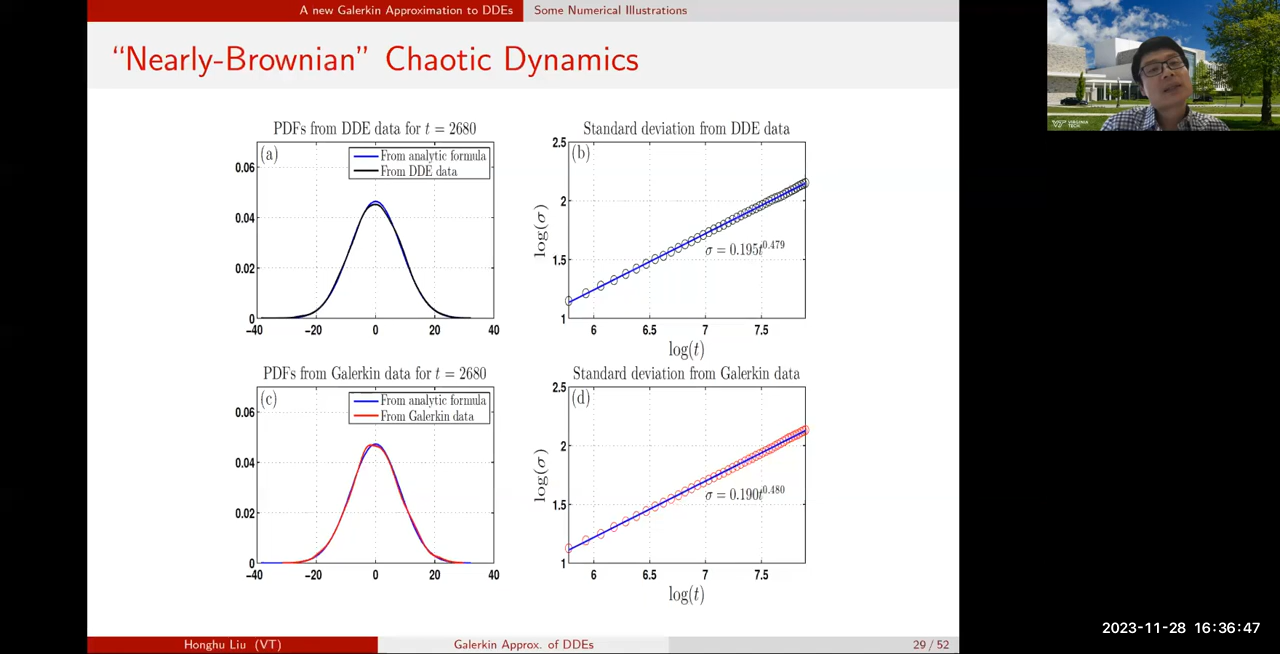 A new Galerkin Approximation to DDEs Some Numerical Illustrations
“Nearly-Brownian” Chaotic Dynamics
PDFs from DDE data for t = 2680
(a)
From analytic formula
From DDE data
0.06
0.04
0.02
0
−40 −20 0 20 40
Standard deviation from DDE data
(b)
2.5
2
1.5
1
log(σ)
σ = 0.195t^0.479
6 6.5 7 7.5
log(t)
PDFs from Galerkin data for t = 2680
(c)
From analytic formula
From Galerkin data
0.06
0.04
0.02
0
−40 −20 0 20 40
Standard deviation from Galerkin data
(d)
2.5
2
1.5
1
log(σ)
σ = 0.190t^0.480
6 6.5 7 7.5
log(t)
Honghu Liu (VT) Galerkin Approx. of DDEs 29 / 52
VIRGINIA
TECH
2023-11-28 16:36:47